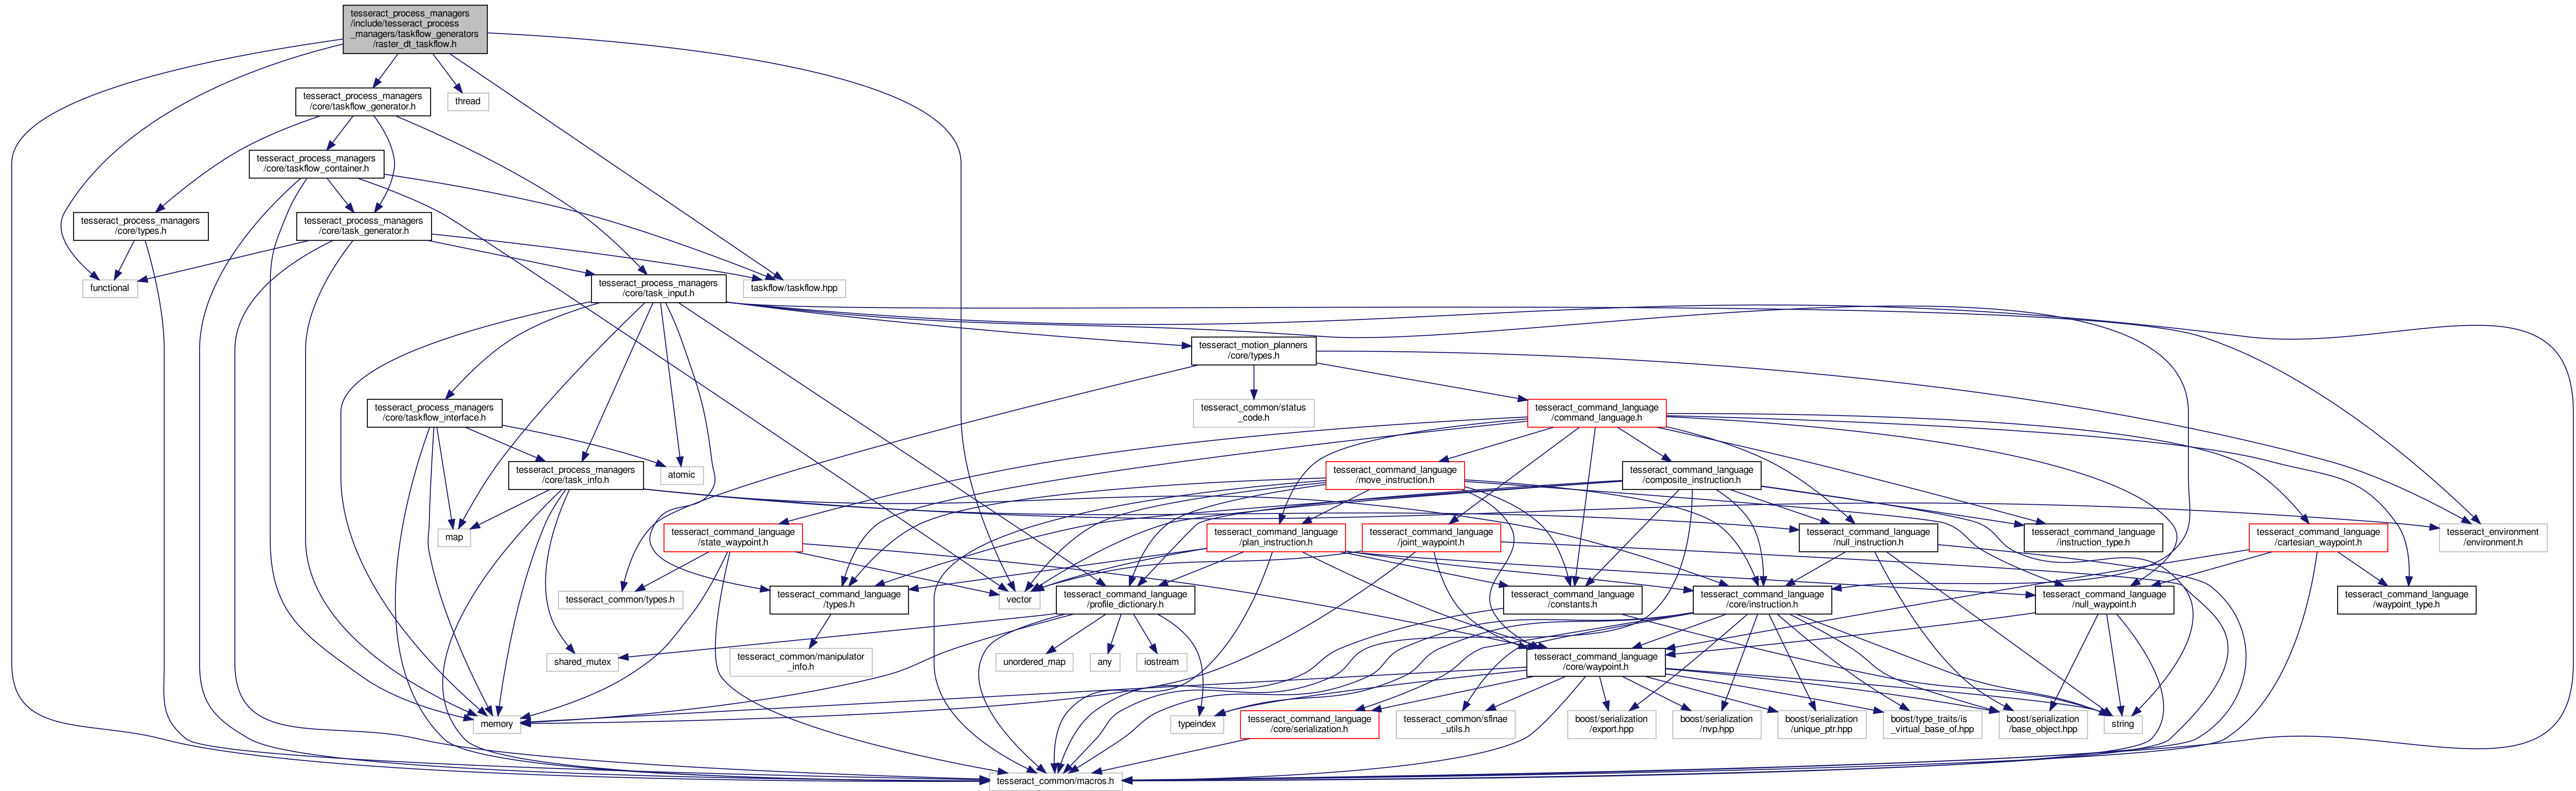 tesseract_process_managers
/include/tesseract_process
_managers/taskflow_generators
/raster_dt_taskflow.h
tesseract_process_managers
/core/taskflow_generator.h
thread
tesseract_process_managers
/core/taskflow_container.h
tesseract_process_managers
/core/types.h
tesseract_process_managers
/core/task_generator.h
functional
tesseract_process_managers
/core/task_input.h
taskflow/taskflow.hpp
tesseract_motion_planners
/core/types.h
tesseract_process_managers
/core/taskflow_interface.h
tesseract_common/status
_code.h
tesseract_command_language
/command_language.h
tesseract_process_managers
/core/task_info.h
atomic
tesseract_command_language
/move_instruction.h
tesseract_command_language
/composite_instruction.h
map
tesseract_command_language
/state_waypoint.h
tesseract_command_language
/plan_instruction.h
tesseract_command_language
/joint_waypoint.h
tesseract_command_language
/null_instruction.h
tesseract_command_language
/instruction_type.h
tesseract_command_language
/cartesian_waypoint.h
tesseract_environment
/environment.h
tesseract_common/types.h
tesseract_command_language
/types.h
vector
tesseract_command_language
/profile_dictionary.h
tesseract_command_language
/constants.h
tesseract_command_language
/core/instruction.h
tesseract_command_language
/null_waypoint.h
tesseract_command_language
/waypoint_type.h
shared_mutex
tesseract_common/manipulator
_info.h
unordered_map
any
iostream
tesseract_command_language
/core/waypoint.h
memory
typeindex
tesseract_command_language
/core/serialization.h
tesseract_common/sfinae
_utils.h
boost/serialization
/export.hpp
boost/serialization
/nvp.hpp
boost/serialization
/unique_ptr.hpp
boost/type_traits/is
_virtual_base_of.hpp
boost/serialization
/base_object.hpp
string
tesseract_common/macros.h